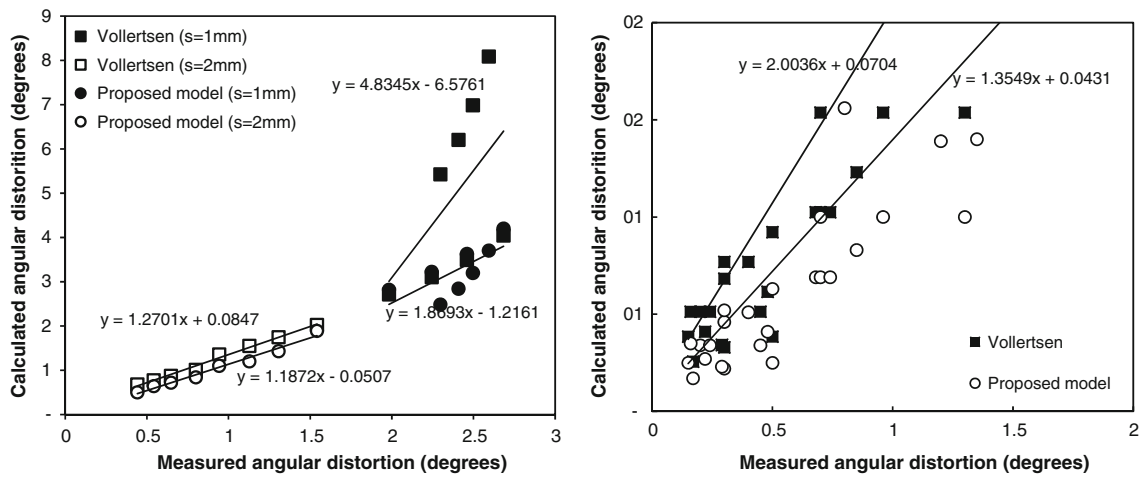 9
8
7
6
5
4
3
2
1
-
Calculated angular distorition (degrees)
Vollertsen (s=1mm)
Vollertsen (s=2mm)
Proposed model (s=1mm)
Proposed model (s=2mm)
y = 4.8345x - 6.5761
y = 1.8693x - 1.2161
y = 1.2701x + 0.0847
y = 1.1872x - 0.0507
0 0.5 1 1.5 2 2.5 3
Measured angular distortion (degrees)
02
02
01
01
-
Calculated angular distorition (degrees)
y = 2.0036x + 0.0704
y = 1.3549x + 0.0431
Vollertsen
Proposed model
0 0.5 1 1.5 2
Measured angular distortion (degrees)